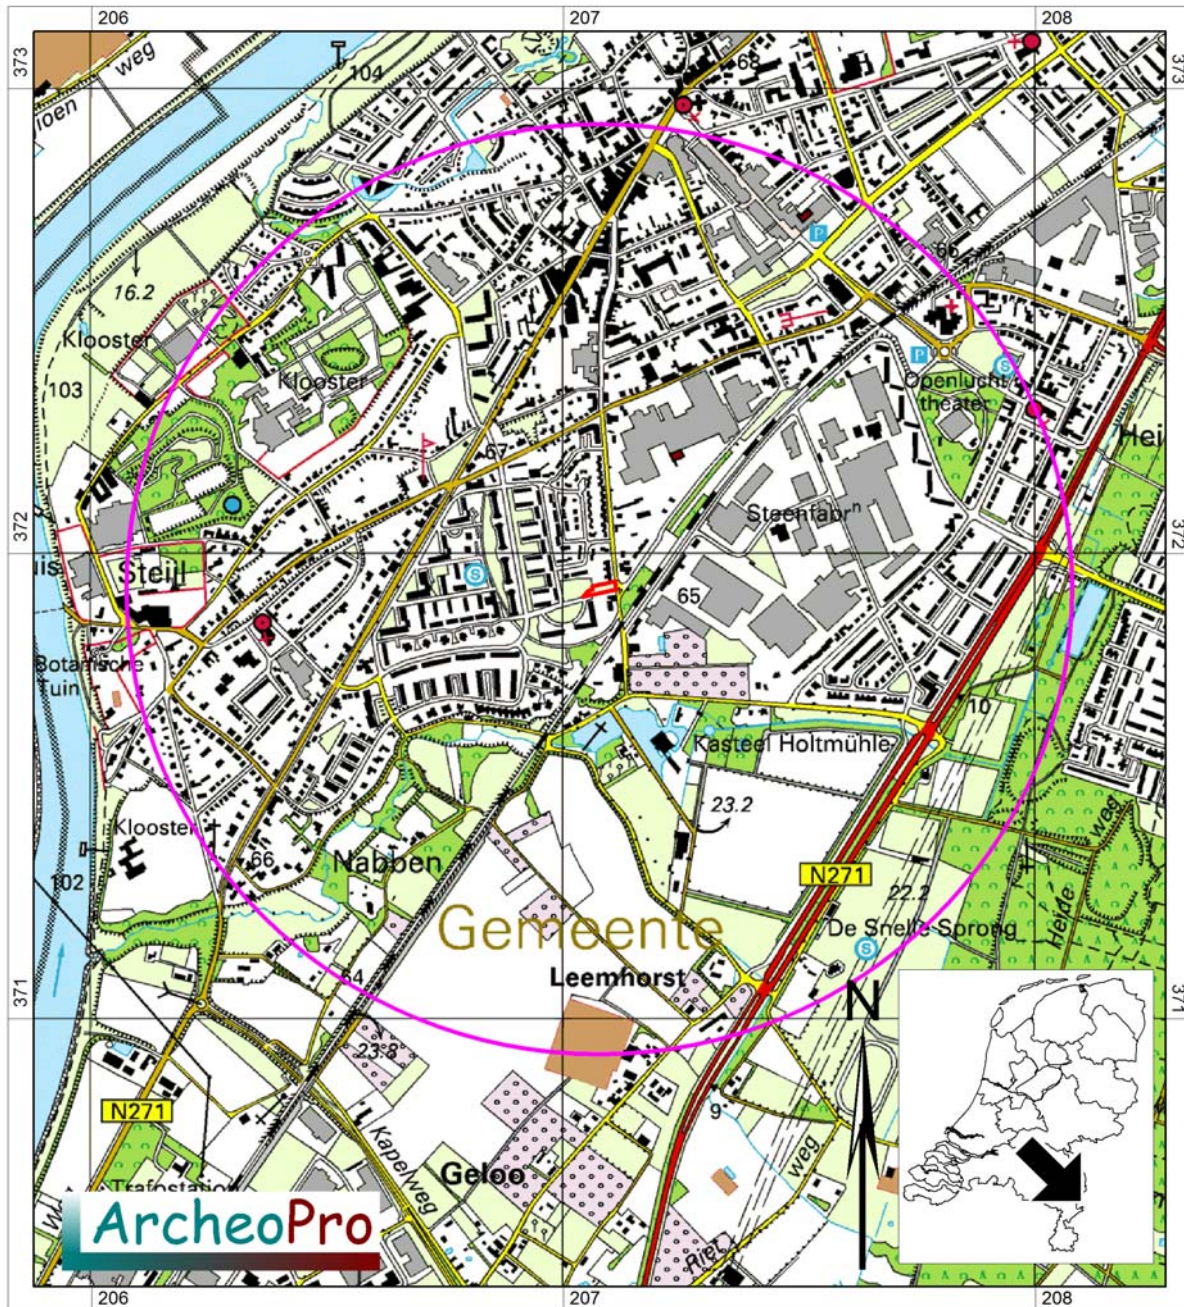 206
207
208
373
373
weg
104
68
16.2
66
P
Klooster
103
Klooster
P
S
Openlucht
theater
Hei
67
Steenfabrⁿ
372
372
Steijl
S
65
Botanische
Tuin
10
Kasteel Holtmühle
23.2
Klooster
66
Nabben
N271
102
22.2
Gemeente
De Snelle Sprong
Heide
weg
S
Leemhorst
64
N
371
371
23.8
N271
9
Kapelweg
weg
Geloo
Trafostation
Riet
ArcheoPro
206
207
208